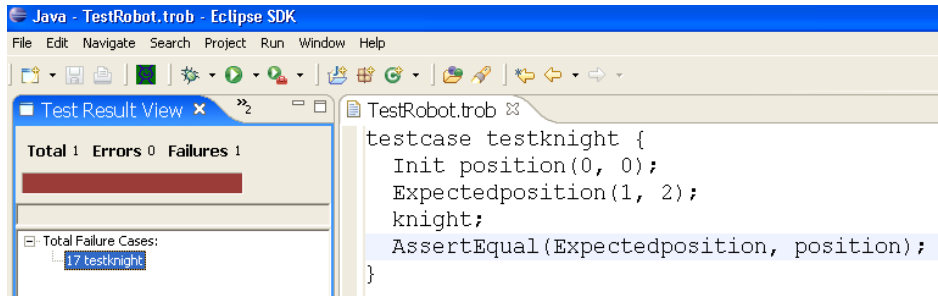 Java - TestRobot.trob - Eclipse SDK
File Edit Navigate Search Project Run Window Help
Test Result View »2
TestRobot.trob
Total 1 Errors 0 Failures 1
Total Failure Cases:
17 testknight
testcase testknight {
Init position(0, 0);
Expectedposition(1, 2);
knight;
AssertEqual(Expectedposition, position);
}